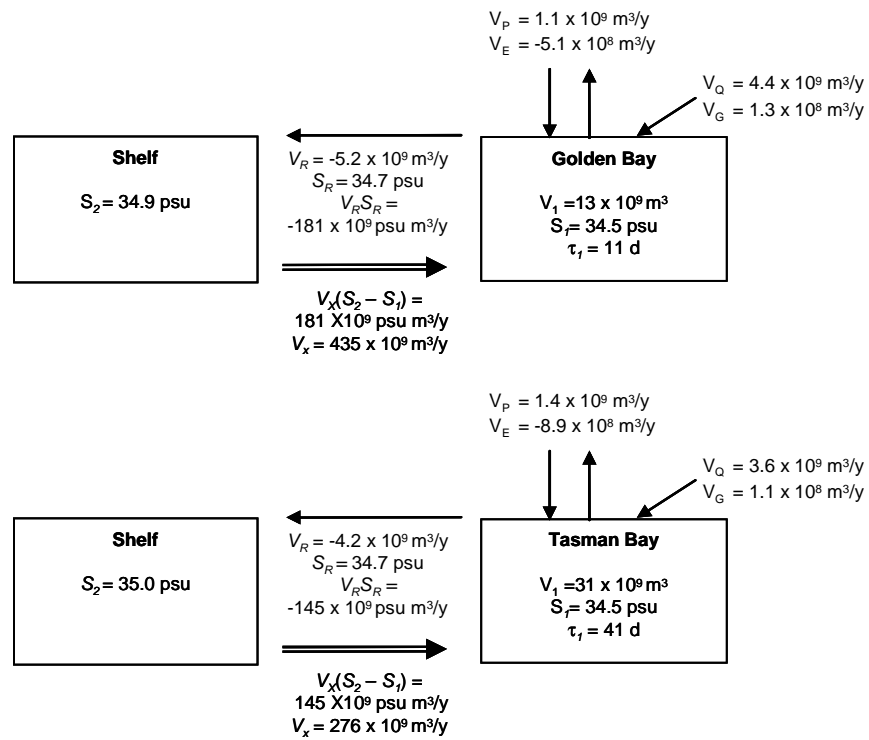 V_P = 1.1 x 10⁹ m³/y
V_E = -5.1 x 10⁸ m³/y
V_Q = 4.4 x 10⁹ m³/y
V_G = 1.3 x 10⁸ m³/y
Shelf
S₂ = 34.9 psu
V_R = -5.2 x 10⁹ m³/y
S_R = 34.7 psu
V_RS_R =
-181 x 10⁹ psu m³/y
Golden Bay
V₁ =13 x 10⁹ m³
S₁= 34.5 psu
τ₁ = 11 d
V_X(S₂ – S₁) =
181 X10⁹ psu m³/y
V_x = 435 x 10⁹ m³/y
V_P = 1.4 x 10⁹ m³/y
V_E = -8.9 x 10⁸ m³/y
V_Q = 3.6 x 10⁹ m³/y
V_G = 1.1 x 10⁸ m³/y
Shelf
S₂ = 35.0 psu
V_R = -4.2 x 10⁹ m³/y
S_R = 34.7 psu
V_RS_R =
-145 x 10⁹ psu m³/y
Tasman Bay
V₁ =31 x 10⁹ m³
S₁= 34.5 psu
τ₁ = 41 d
V_X(S₂ – S₁) =
145 X10⁹ psu m³/y
V_x = 276 x 10⁹ m³/y